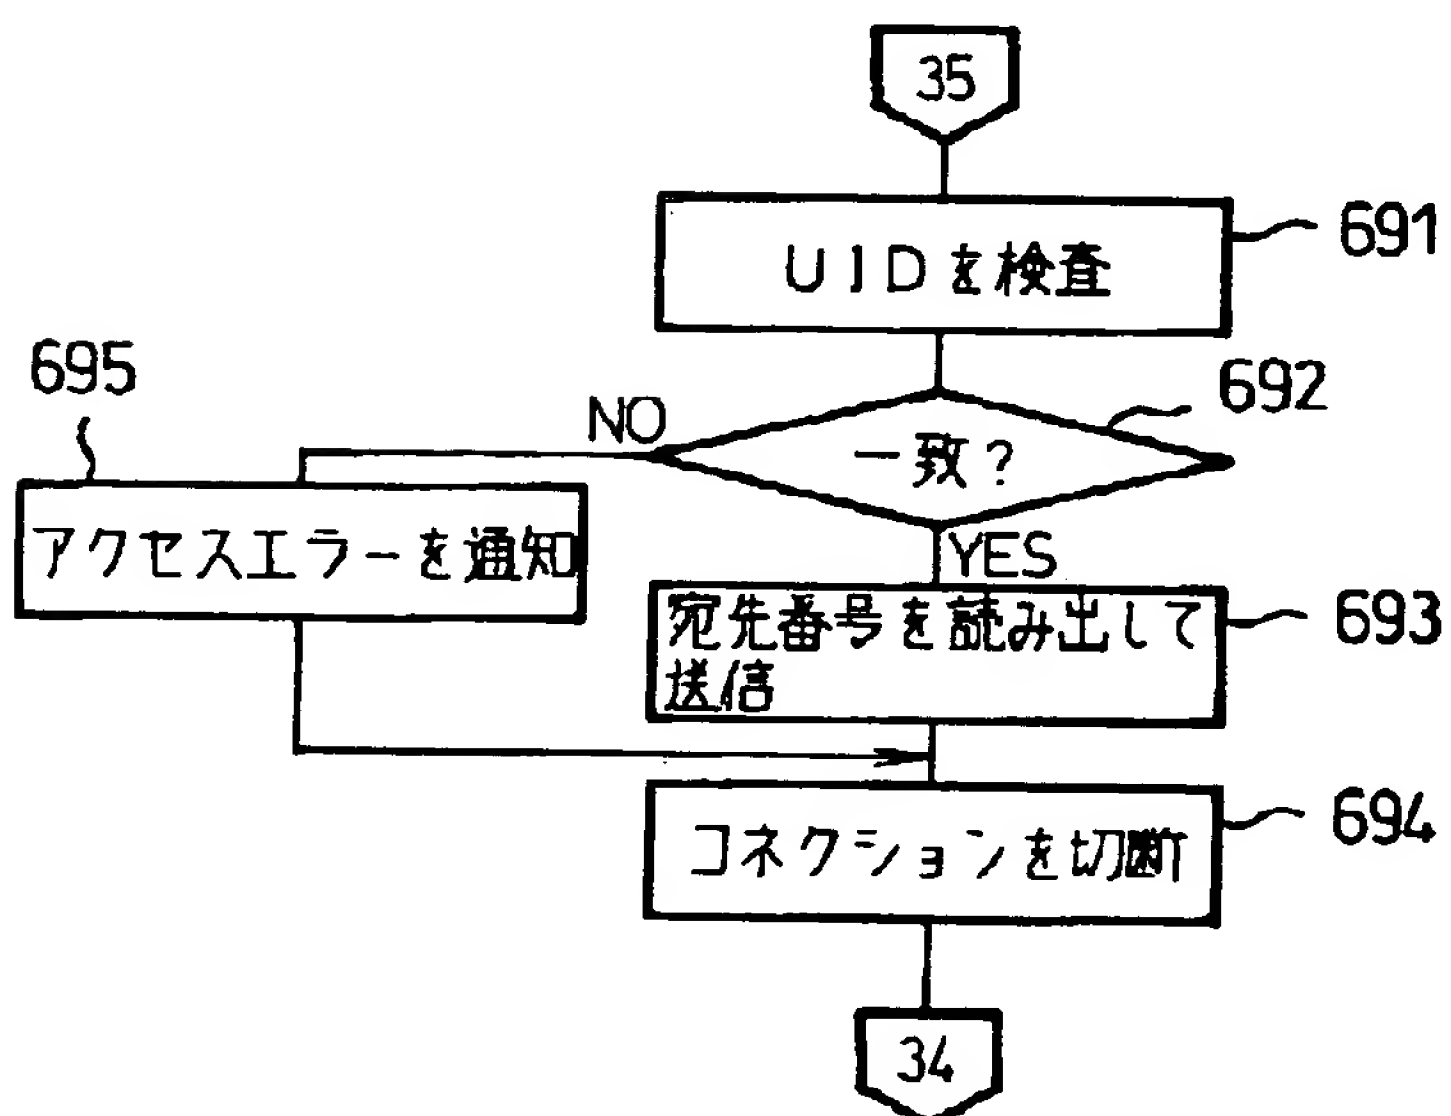 35
UIDを検査
691
692
一致?
NO
YES
695
アクセスエラーを通知
宛先番号を読み出して
送信
693
コネクションを切断
694
34